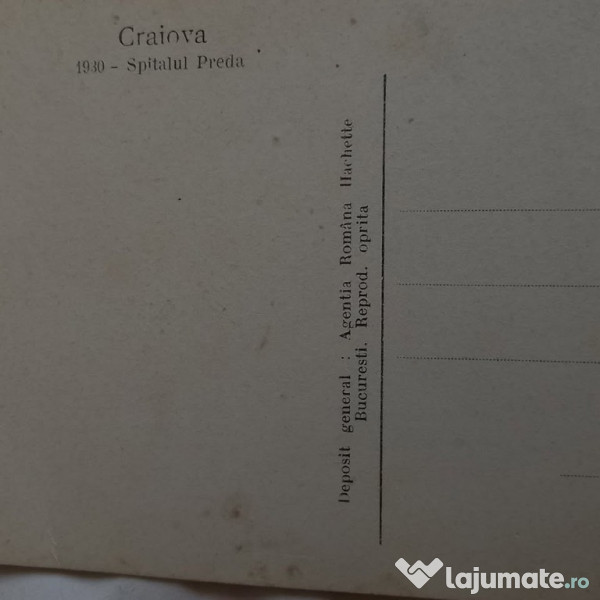 Craiova
1930 - Spitalul Preda
Deposit general : Agentia Româna Hachette
Bucuresti. Reprod. oprita
lajumate.ro